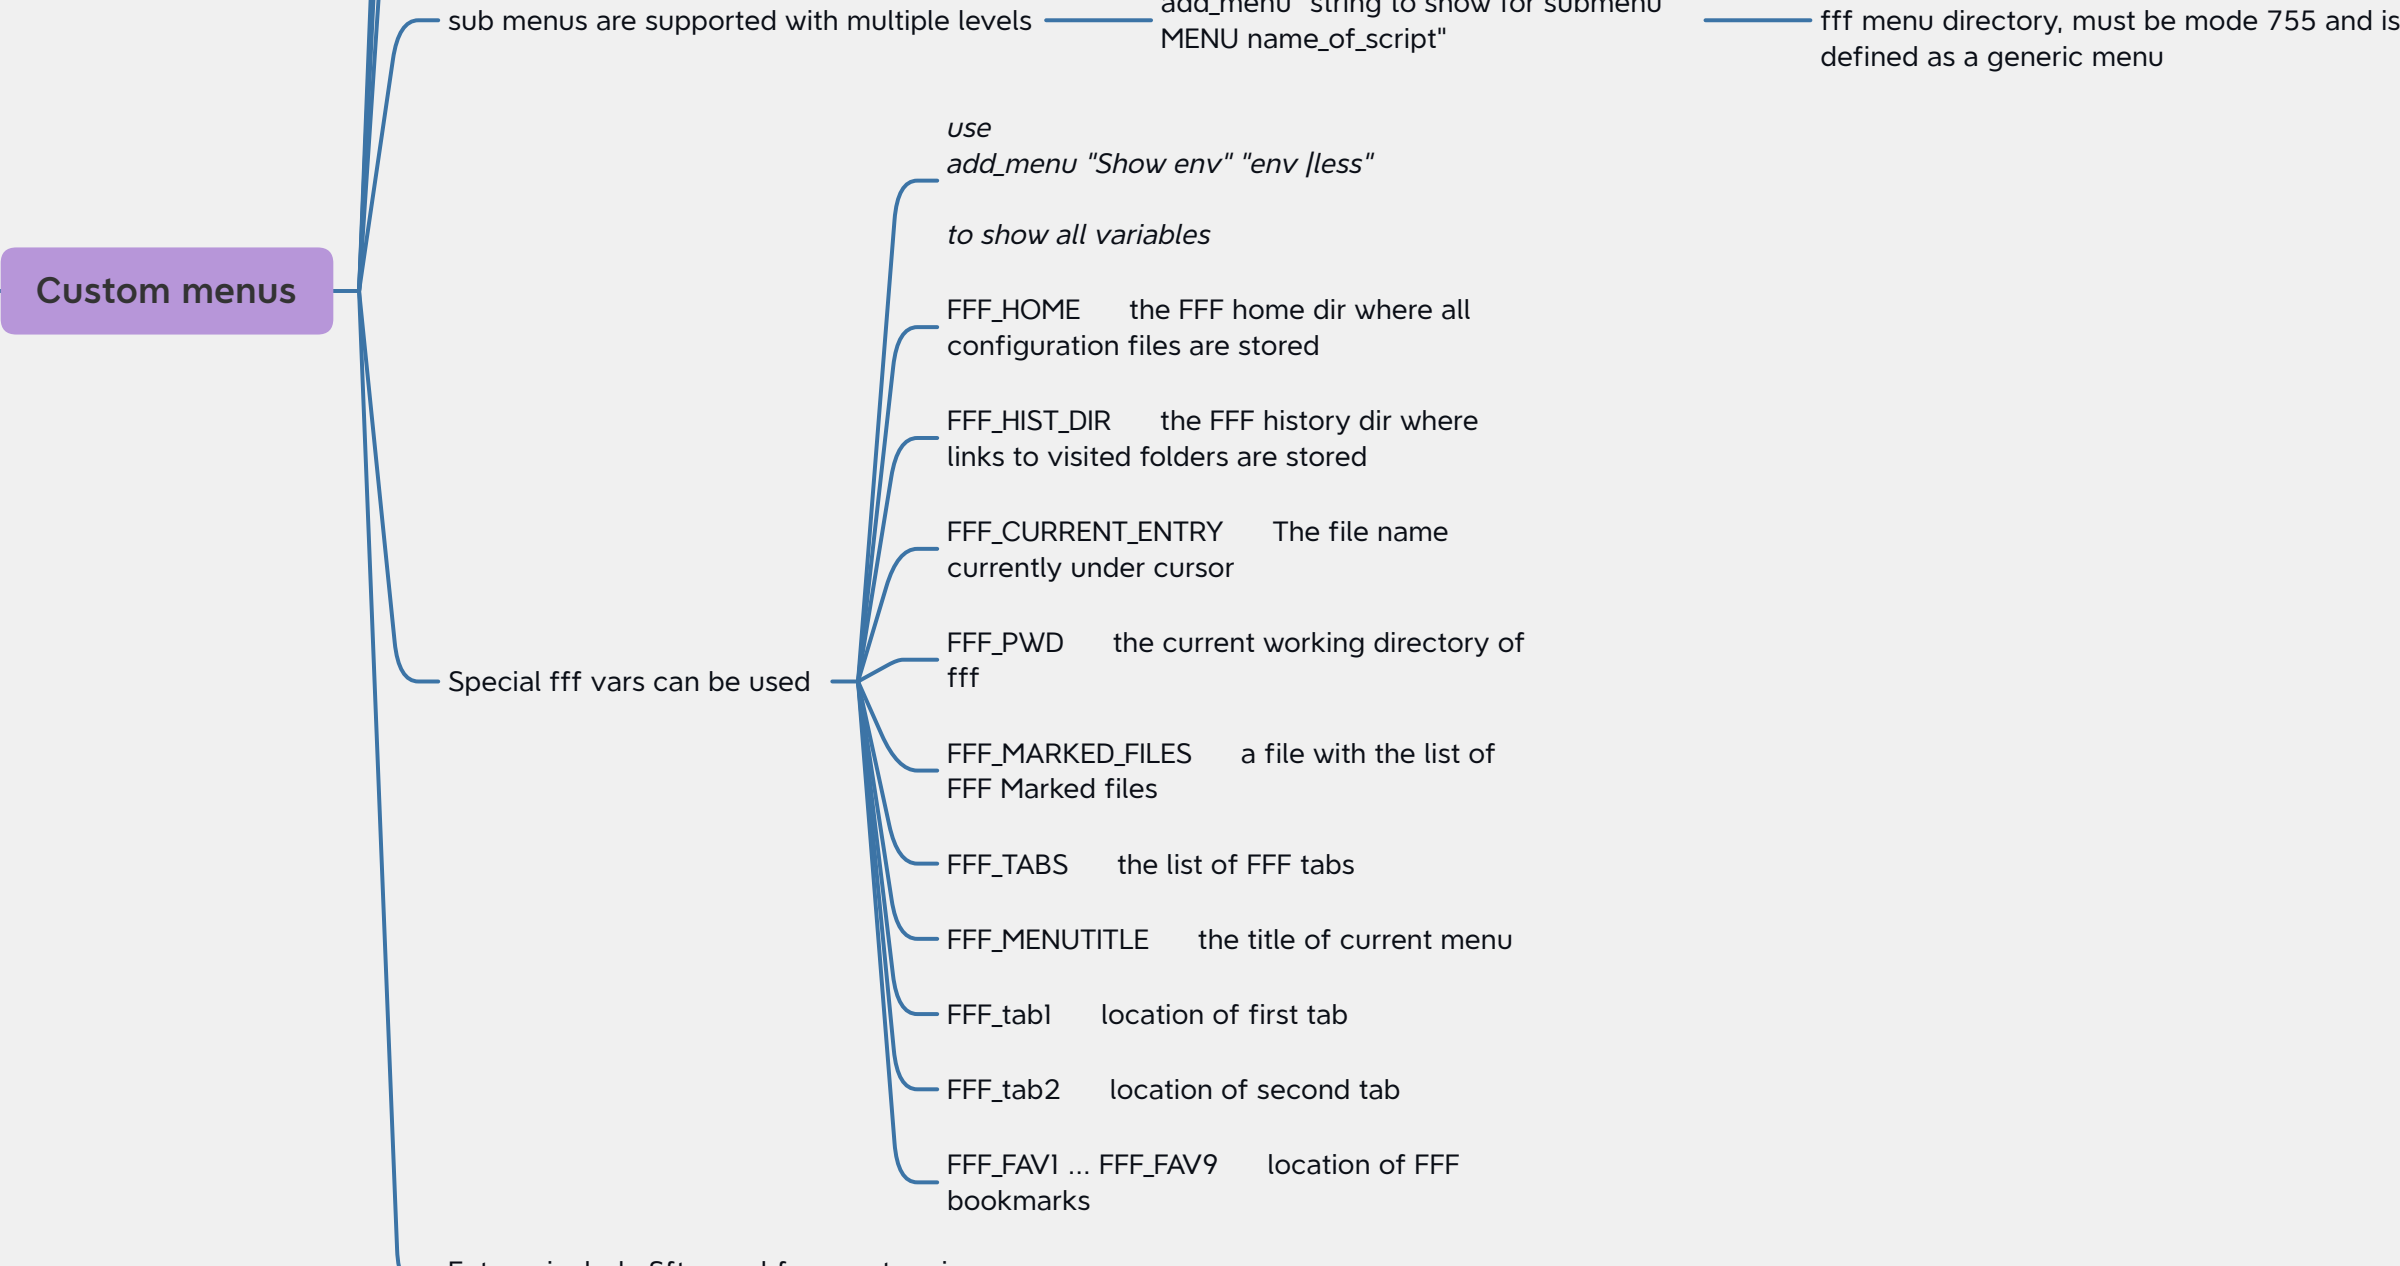 sub menus are supported with multiple levels
add_menu "string to show for submenu
MENU name_of_script"
fff menu directory, must be mode 755 and is
defined as a generic menu
Custom menus
Special fff vars can be used
use
add_menu "Show env" "env |less"
to show all variables
FFF_HOME the FFF home dir where all
configuration files are stored
FFF_HIST_DIR the FFF history dir where
links to visited folders are stored
FFF_CURRENT_ENTRY The file name
currently under cursor
FFF_PWD the current working directory of
fff
FFF_MARKED_FILES a file with the list of
FFF Marked files
FFF_TABS the list of FFF tabs
FFF_MENUTITLE the title of current menu
FFF_tab1 location of first tab
FFF_tab2 location of second tab
FFF_FAV1 ... FFF_FAV9 location of FFF
bookmarks